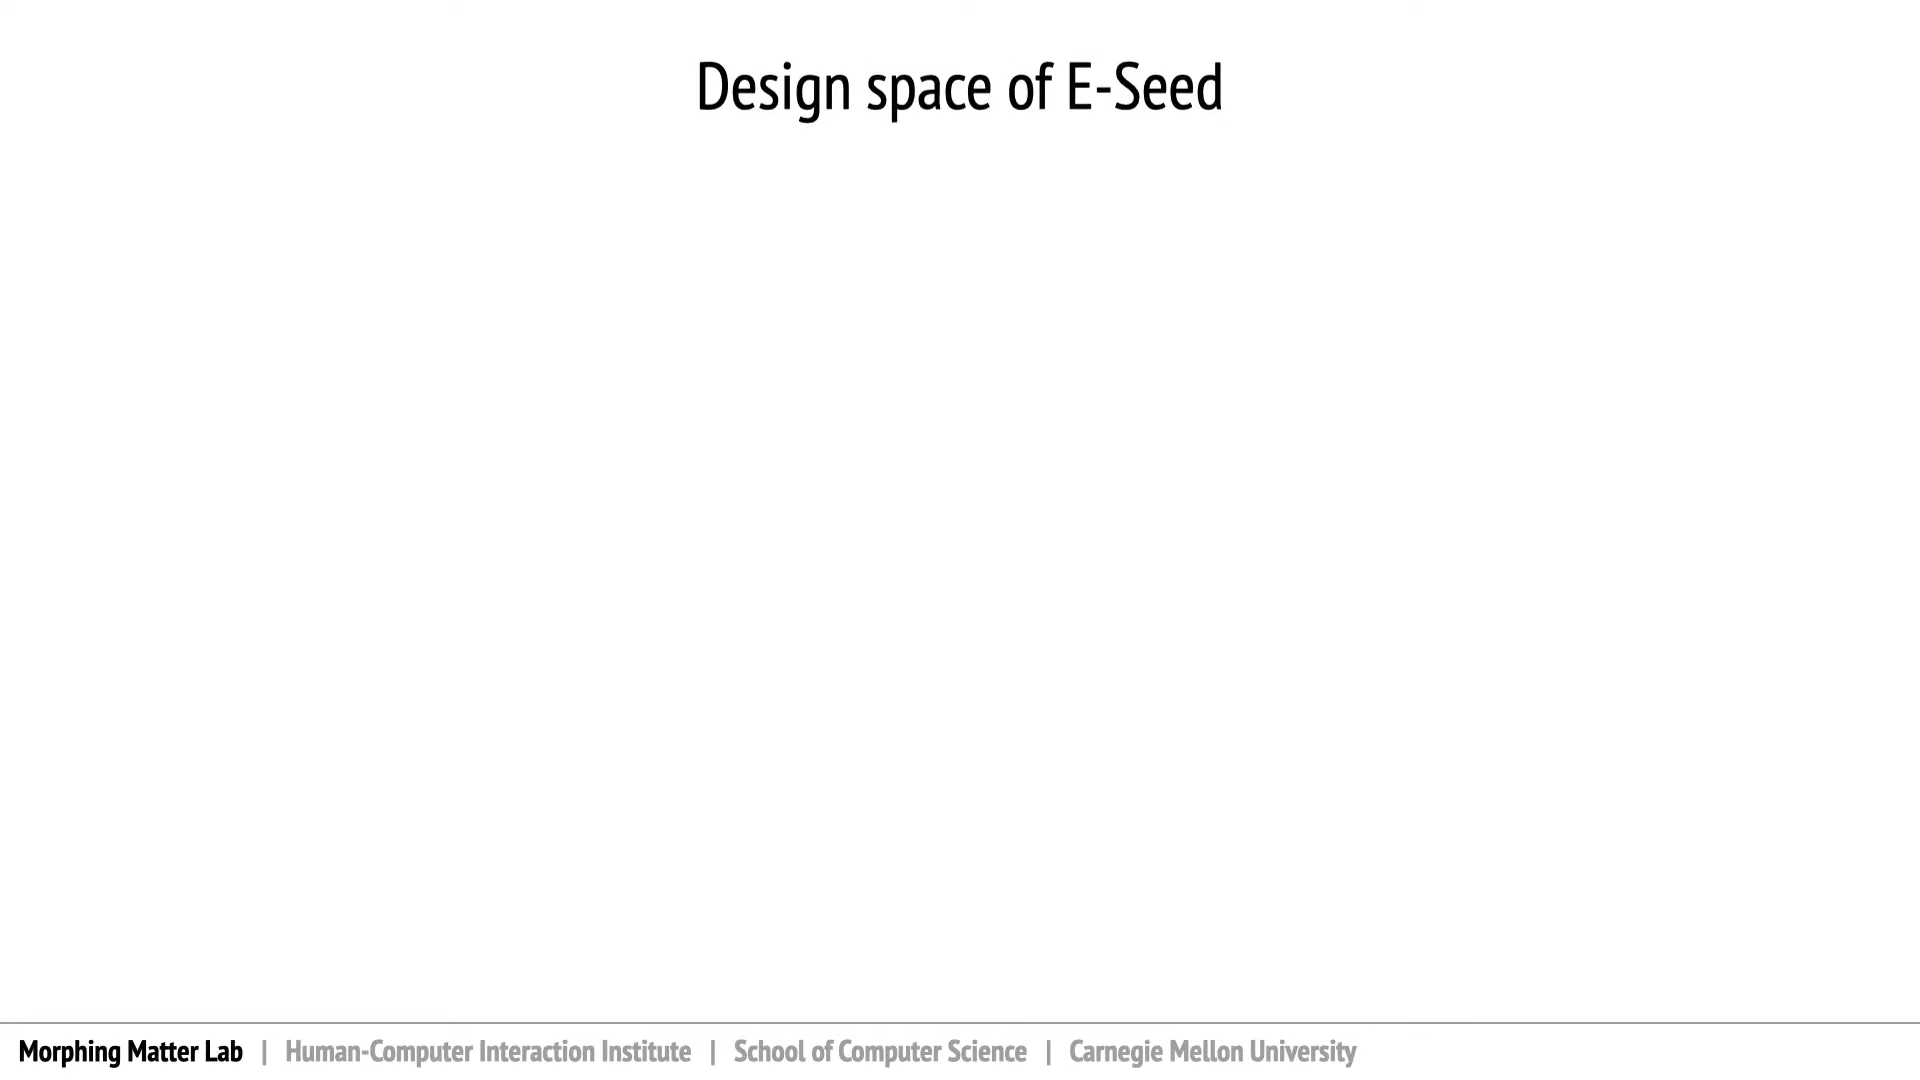 Design space of E-Seed
Morphing Matter Lab | Human-Computer Interaction Institute | School of Computer Science | Carnegie Mellon University